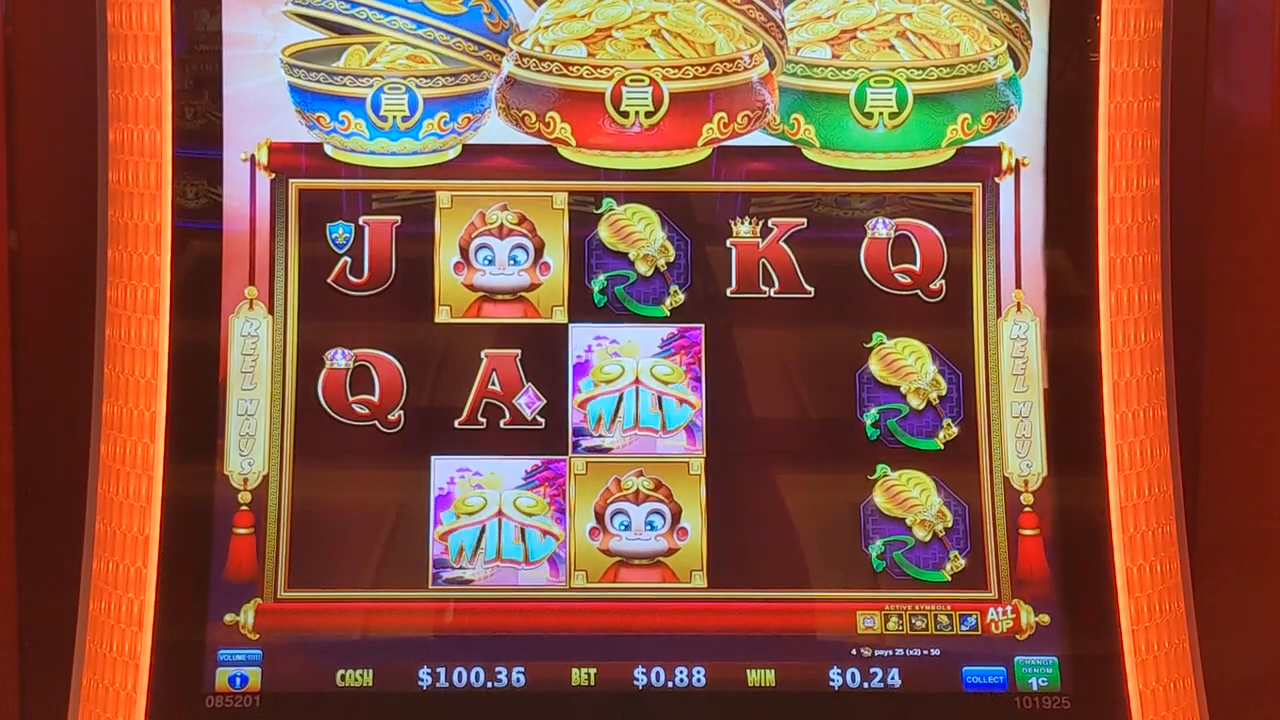 J K Q
REEL WAYS
REEL WAYS
Q A WILD
WILD
ACTIVE SYMBOLS
ALL UP
4 pays 25 (x2) = 50
VOLUME
CASH $100.36 BET $0.88 WIN $0.24
COLLECT
CHANGE DENOM
1¢
085201
101925